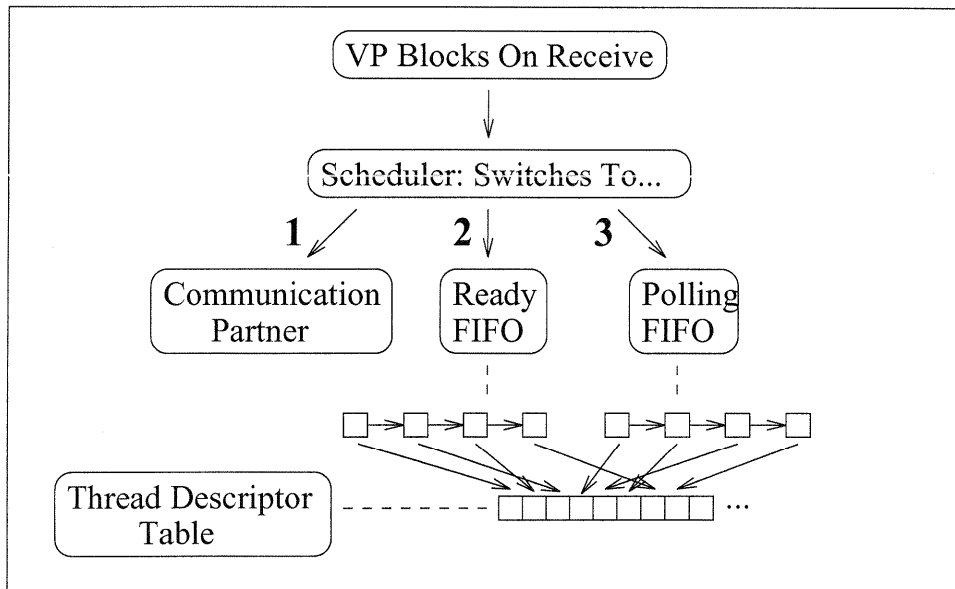 VP Blocks On Receive
Scheduler: Switches To...
1
2
3
Communication
Partner
Ready
FIFO
Polling
FIFO
Thread Descriptor
Table
...